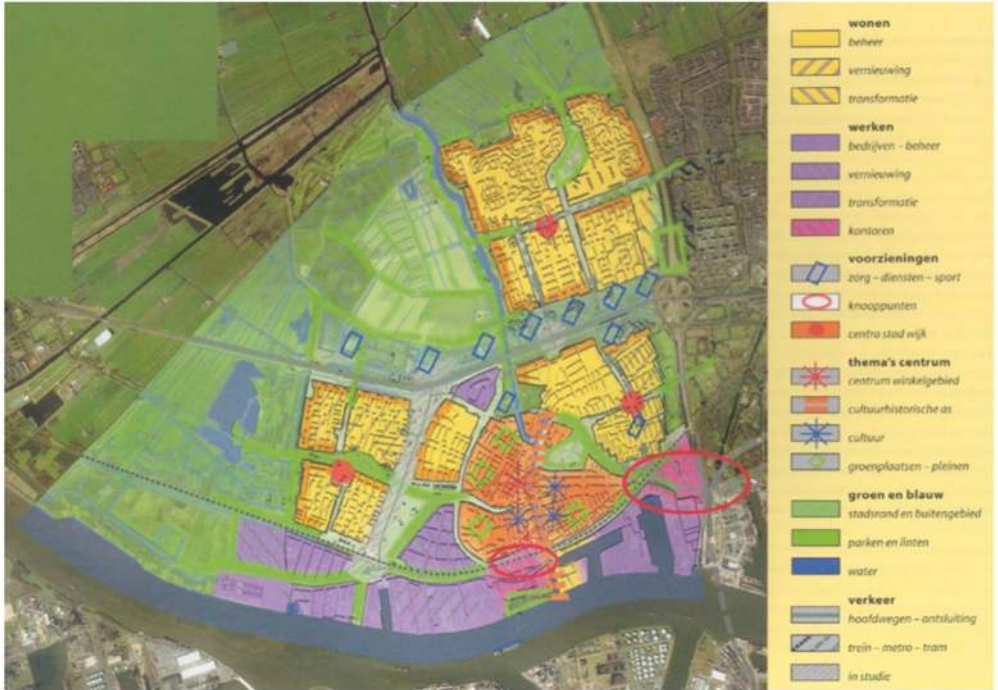 wonen
beheer
vernieuwing
transformatie
werken
bedrijven - beheer
vernieuwing
transformatie
kantoren
voorzieningen
zorg – diensten – sport
knooppunten
centra stad wijk
thema's centrum
centrum winkelgebied
cultuurhistorische as
cultuur
groenplaatsen – pleinen
groen en blauw
stadsrand en buitengebied
parken en linten
water
verkeer
hoofdwegen – ontsluiting
trein – metro – tram
in studie